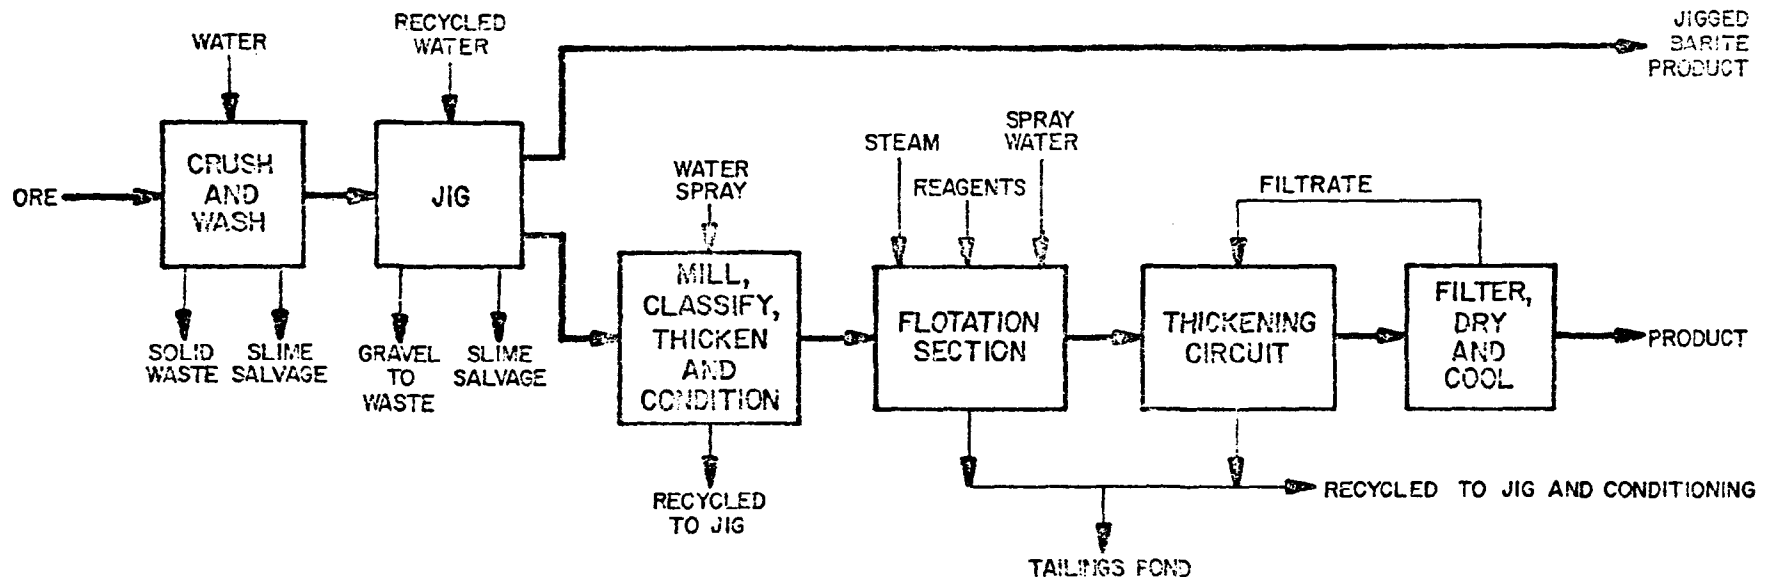 WATER
RECYCLED
WATER
JIGGED
BARITE
PRODUCT
ORE
CRUSH
AND
WASH
JIG
WATER
SPRAY
STEAM
REAGENTS
SPRAY
WATER
FILTRATE
SOLID
WASTE
SLIME
SALVAGE
GRAVEL
TO
WASTE
SLIME
SALVAGE
MILL,
CLASSIFY,
THICKEN
AND
CONDITION
FLOTATION
SECTION
THICKENING
CIRCUIT
FILTER,
DRY
AND
COOL
PRODUCT
RECYCLED
TO JIG
RECYCLED TO JIG AND CONDITIONING
TAILINGS POND